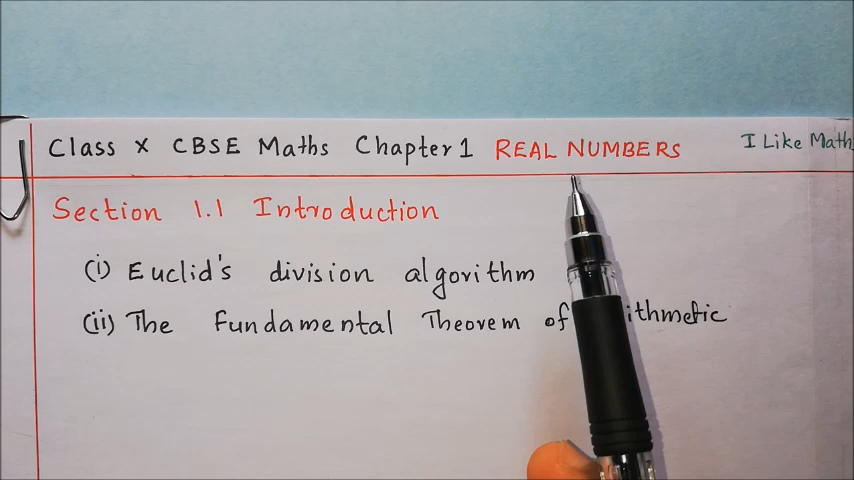 Class X CBSE Maths Chapter 1 REAL NUMBERS I Like Math
Section 1.1 Introduction
(i) Euclid's division algorithm
(ii) The Fundamental Theorem of ithmetic